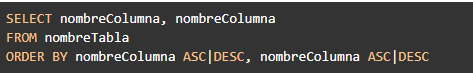 SELECT nombreColumna, nombreColumna
FROM nombreTabla
ORDER BY nombreColumna ASC|DESC, nombreColumna ASC|DESC